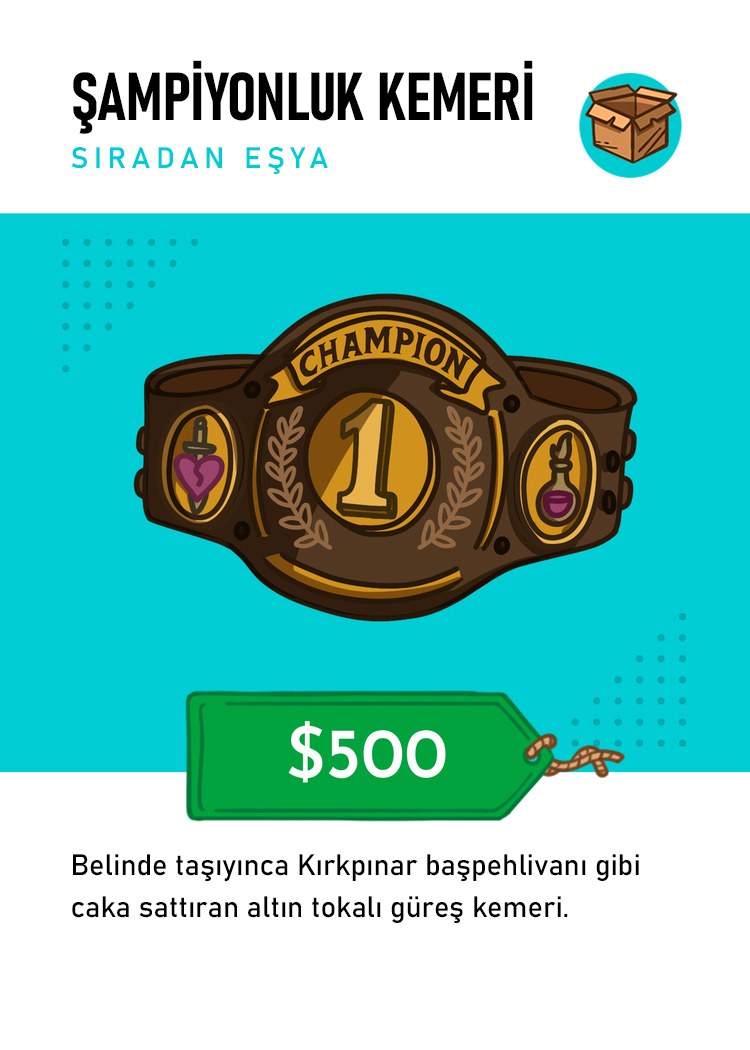 ŞAMPİYONLUK KEMERİ
SIRADAN EŞYA
CHAMPION
1
$500
Belinde taşıyınca Kırkpınar başpehlivanı gibi
caka sattıran altın tokalı güreş kemeri.